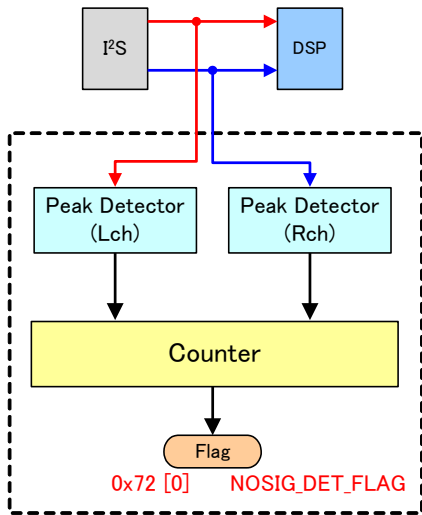 I²S
DSP
Peak Detector
(Lch)
Peak Detector
(Rch)
Counter
Flag
0x72 [0] NOSIG_DET_FLAG